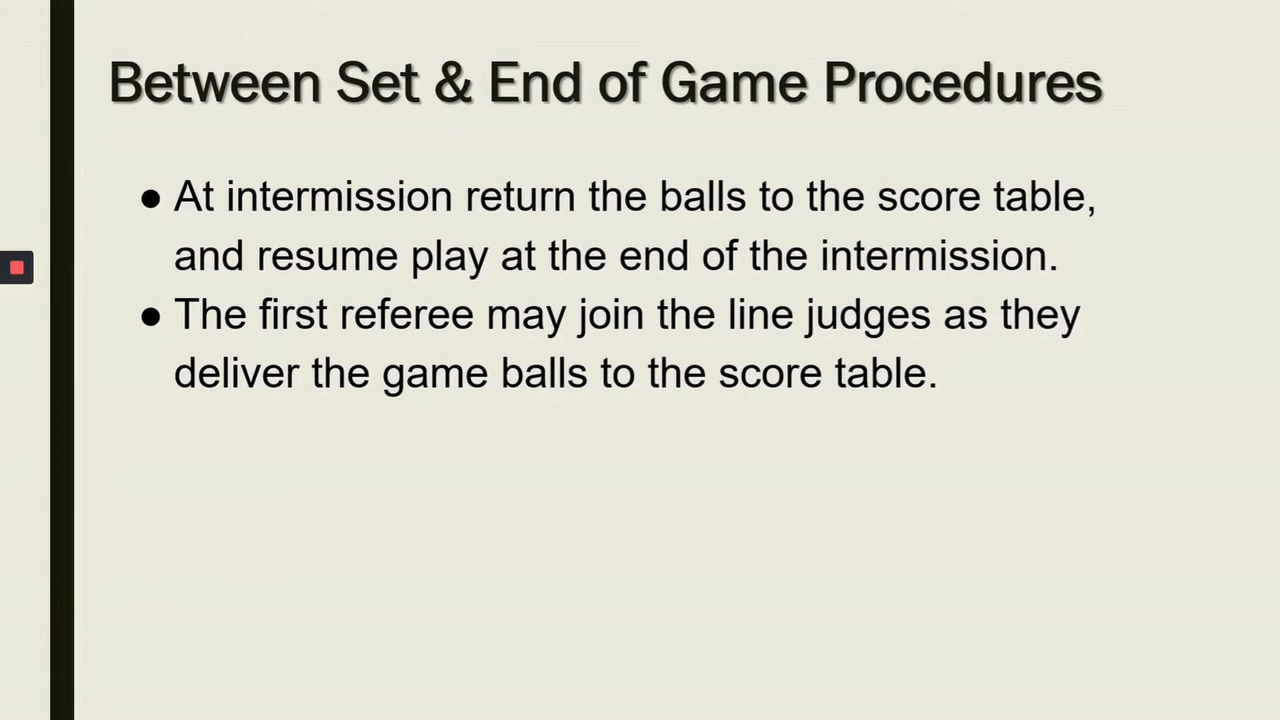 Between Set & End of Game Procedures
● At intermission return the balls to the score table,
and resume play at the end of the intermission.
● The first referee may join the line judges as they
deliver the game balls to the score table.